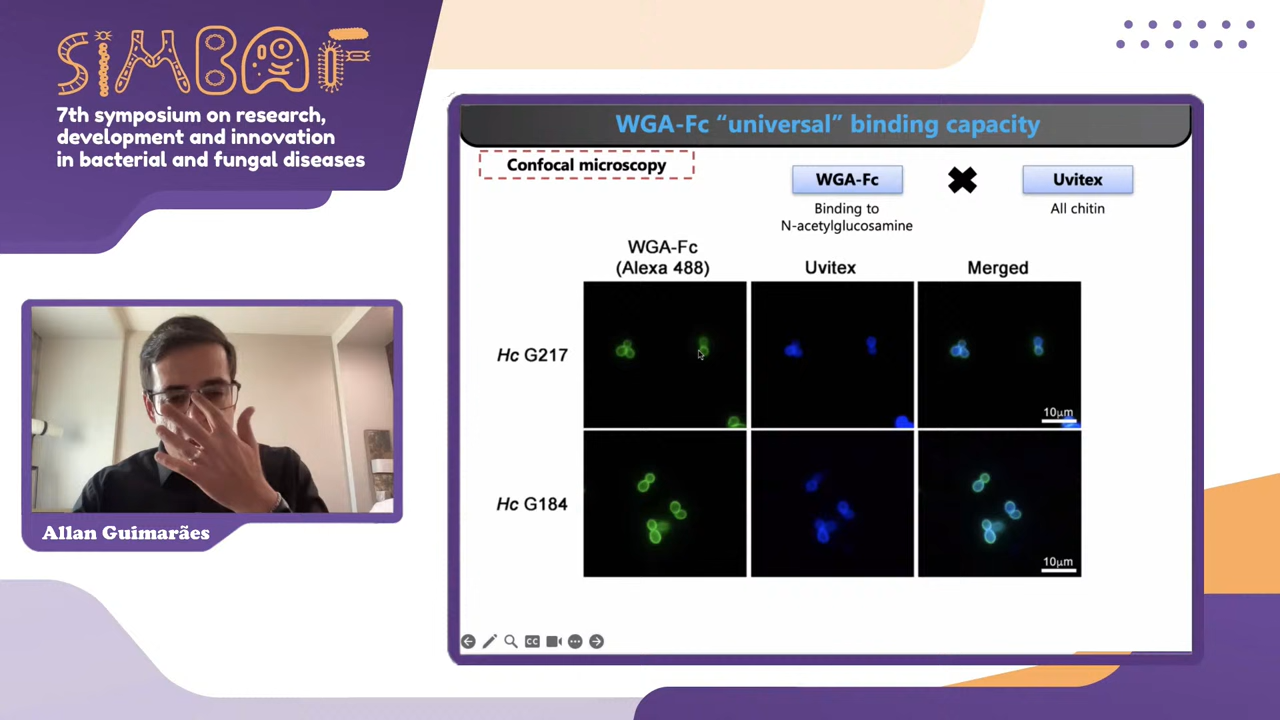 SIMBAF
7th symposium on research,
development and innovation
in bacterial and fungal diseases
WGA-Fc “universal” binding capacity
Confocal microscopy
WGA-Fc
Uvitex
Binding to
N-acetylglucosamine
All chitin
WGA-Fc
(Alexa 488)
Uvitex
Merged
Hc G217
10µm
Hc G184
10µm
Allan Guimarães
CC